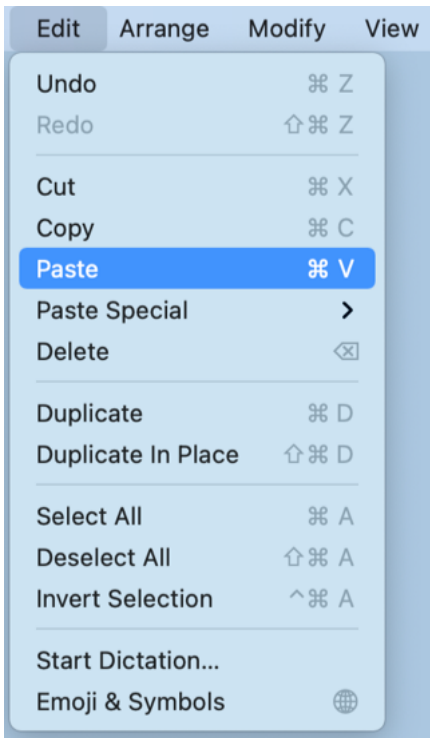 Edit Arrange Modify View
Undo ⌘ Z
Redo ⇧⌘ Z
Cut ⌘ X
Copy ⌘ C
Paste ⌘ V
Paste Special >
Delete ⌫
Duplicate ⌘ D
Duplicate In Place ⇧⌘ D
Select All ⌘ A
Deselect All ⇧⌘ A
Invert Selection ^⌘ A
Start Dictation...
Emoji & Symbols